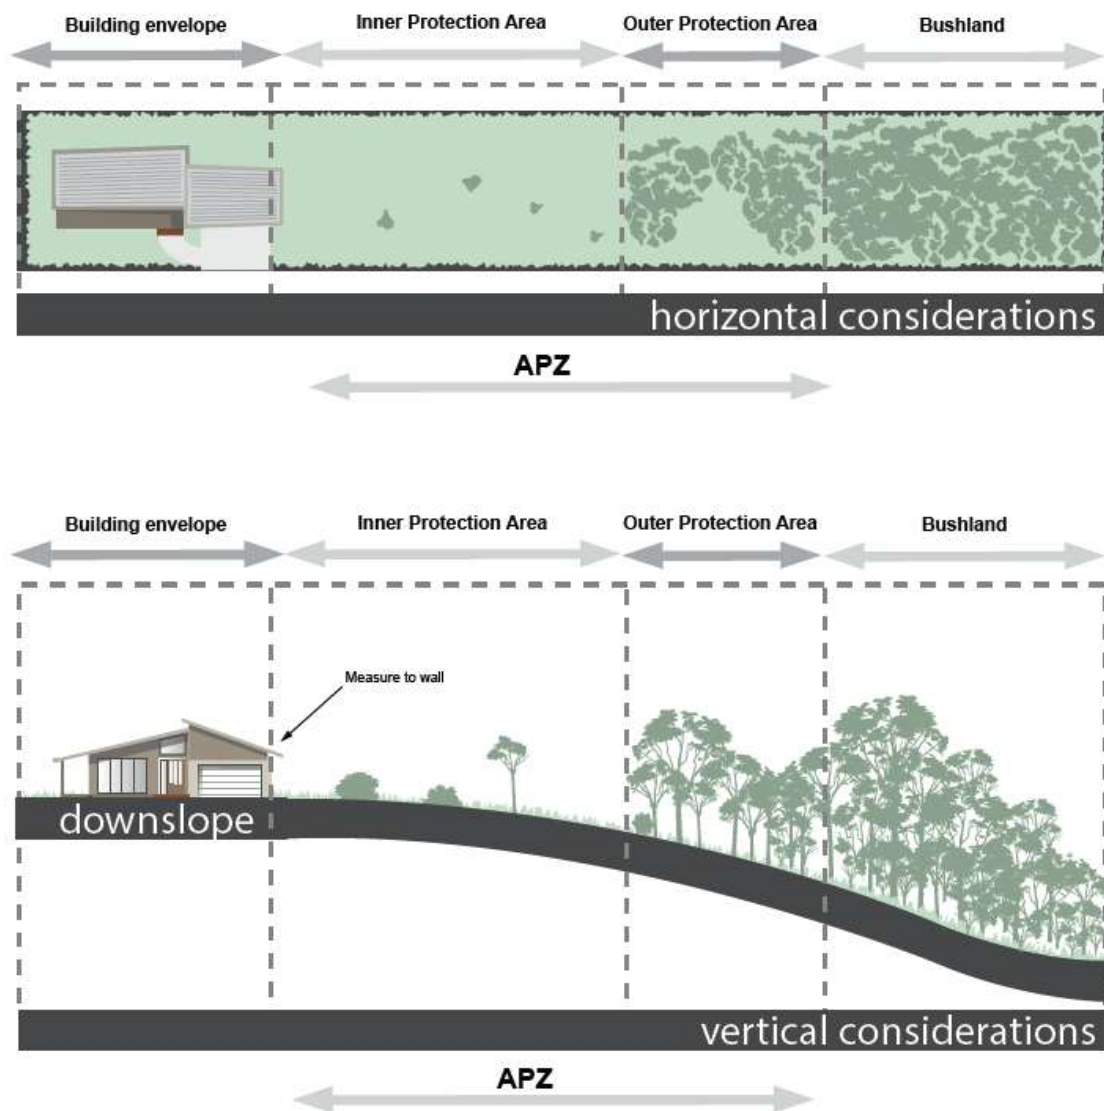 Building envelope
Inner Protection Area
Outer Protection Area
Bushland
horizontal considerations
APZ
Building envelope
Inner Protection Area
Outer Protection Area
Bushland
Measure to wall
downslope
vertical considerations
APZ